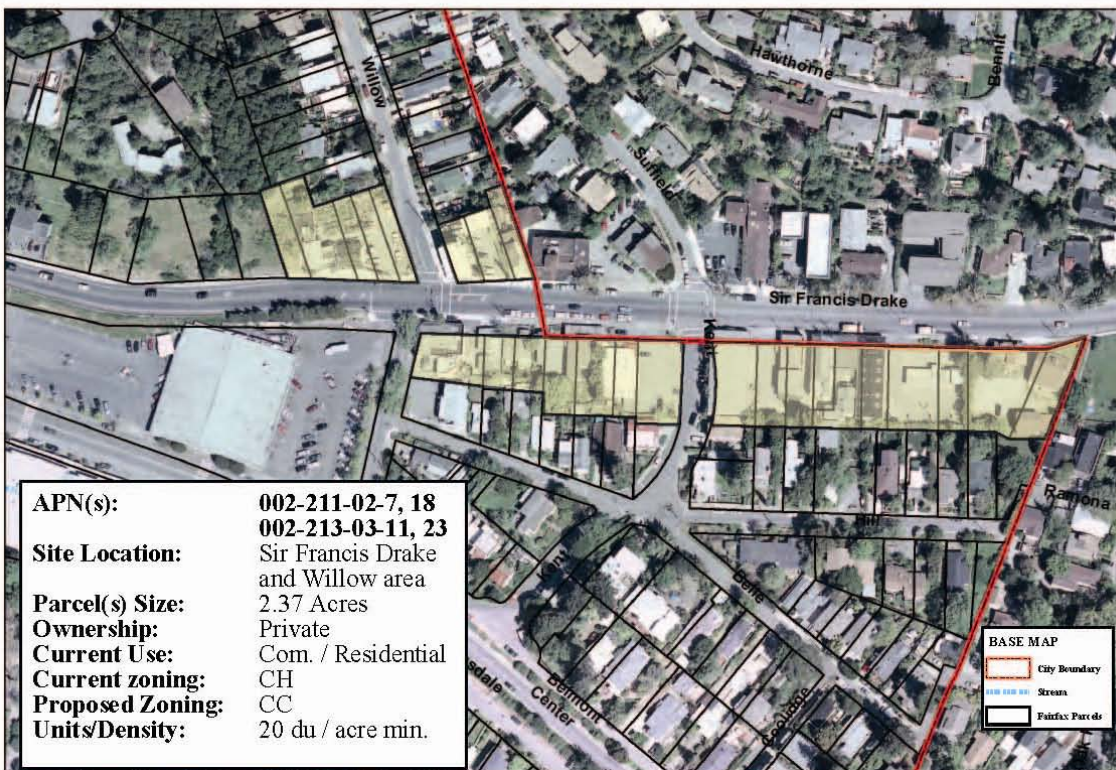 Hawthorne
Bennit
Willow
Suffield
Sir Francis Drake
Kent
Ramona
Hill
Kent
Belle
Belmont
Coolidge
sdale
Center
APN(s): 002-211-02-7, 18
002-213-03-11, 23
Site Location: Sir Francis Drake
and Willow area
Parcel(s) Size: 2.37 Acres
Ownership: Private
Current Use: Com. / Residential
Current zoning: CH
Proposed Zoning: CC
Units/Density: 20 du / acre min.
BASE MAP
City Boundary
Stream
Fairfax Parcels